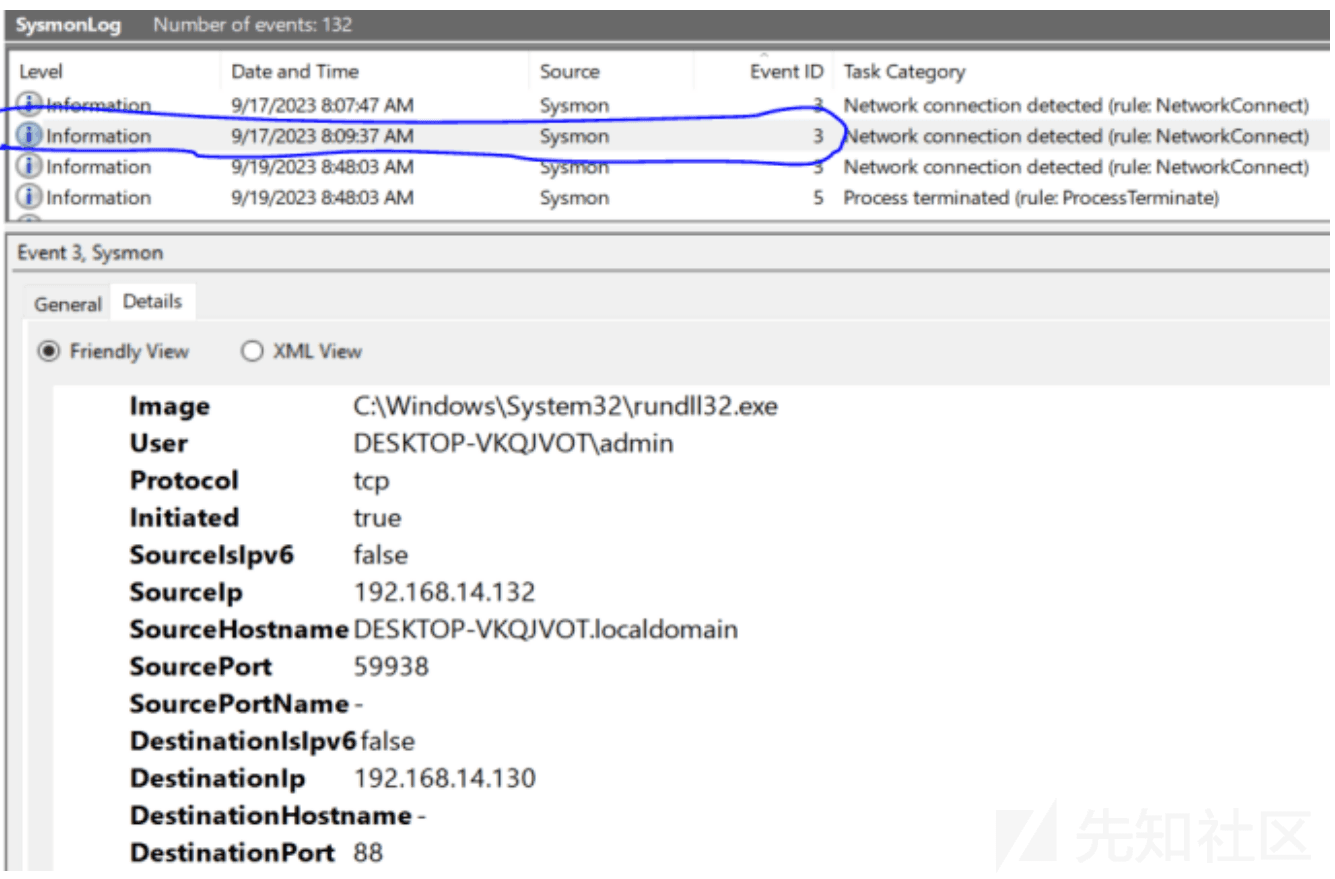 SysmonLog Number of events: 132
Level Date and Time Source Event ID Task Category
Information 9/17/2023 8:07:47 AM Sysmon 3 Network connection detected (rule: NetworkConnect)
Information 9/17/2023 8:09:37 AM Sysmon 3 Network connection detected (rule: NetworkConnect)
Information 9/19/2023 8:48:03 AM Sysmon 3 Network connection detected (rule: NetworkConnect)
Information 9/19/2023 8:48:03 AM Sysmon 5 Process terminated (rule: ProcessTerminate)
Event 3, Sysmon
General Details
Friendly View XML View
Image C:\Windows\System32\rundll32.exe
User DESKTOP-VKQJVOT\admin
Protocol tcp
Initiated true
SourceIsIpv6 false
SourceIp 192.168.14.132
SourceHostname DESKTOP-VKQJVOT.localdomain
SourcePort 59938
SourcePortName -
DestinationIsIpv6 false
DestinationIp 192.168.14.130
DestinationHostname -
DestinationPort 88
先知社区